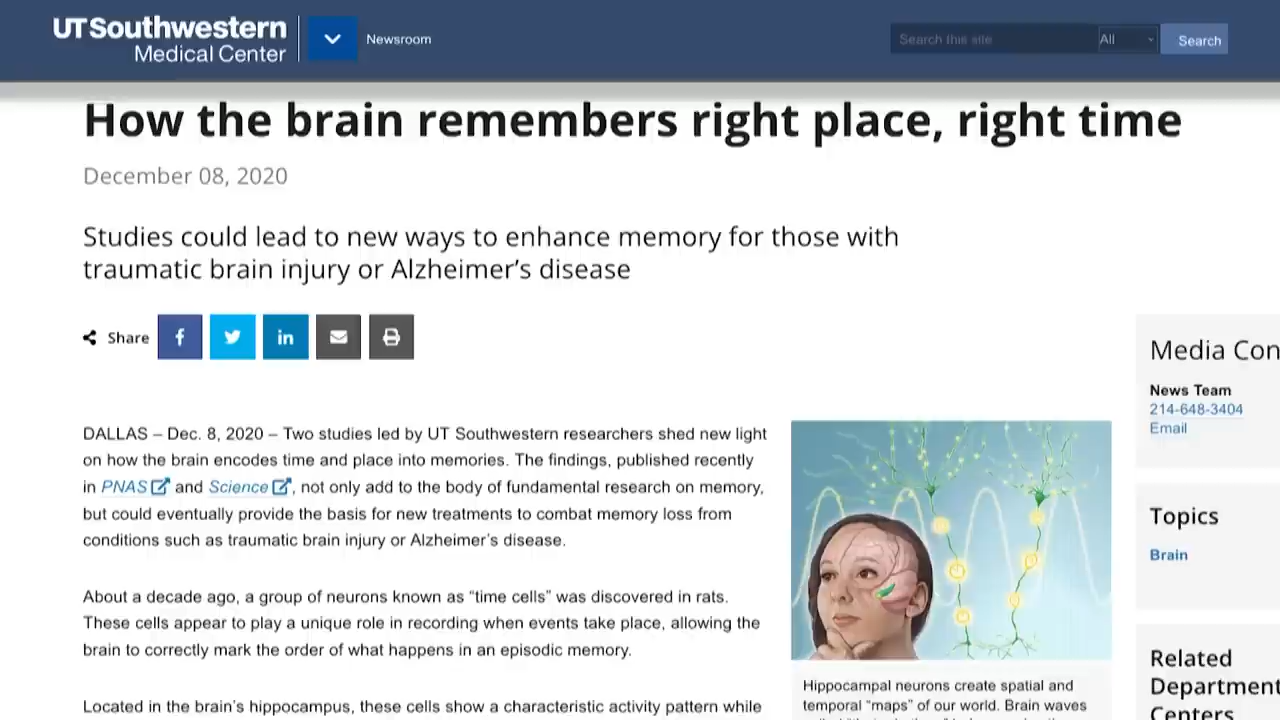 UTSouthwestern
Medical Center
Newsroom
Search this site
All
Search
How the brain remembers right place, right time
December 08, 2020
Studies could lead to new ways to enhance memory for those with
traumatic brain injury or Alzheimer's disease
Share
DALLAS – Dec. 8, 2020 – Two studies led by UT Southwestern researchers shed new light
on how the brain encodes time and place into memories. The findings, published recently
in PNAS and Science, not only add to the body of fundamental research on memory,
but could eventually provide the basis for new treatments to combat memory loss from
conditions such as traumatic brain injury or Alzheimer's disease.
About a decade ago, a group of neurons known as “time cells” was discovered in rats.
These cells appear to play a unique role in recording when events take place, allowing the
brain to correctly mark the order of what happens in an episodic memory.
Located in the brain's hippocampus, these cells show a characteristic activity pattern while
Hippocampal neurons create spatial and
temporal “maps” of our world. Brain waves
Media Con
News Team
214-648-3404
Email
Topics
Brain
Related
Department
Centers